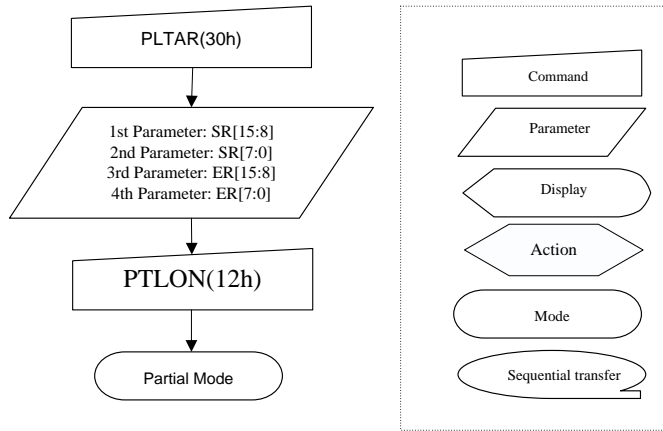 PLTAR(30h)
1st Parameter: SR[15:8]
2nd Parameter: SR[7:0]
3rd Parameter: ER[15:8]
4th Parameter: ER[7:0]
PTLON(12h)
Partial Mode
Command
Parameter
Display
Action
Mode
Sequential transfer